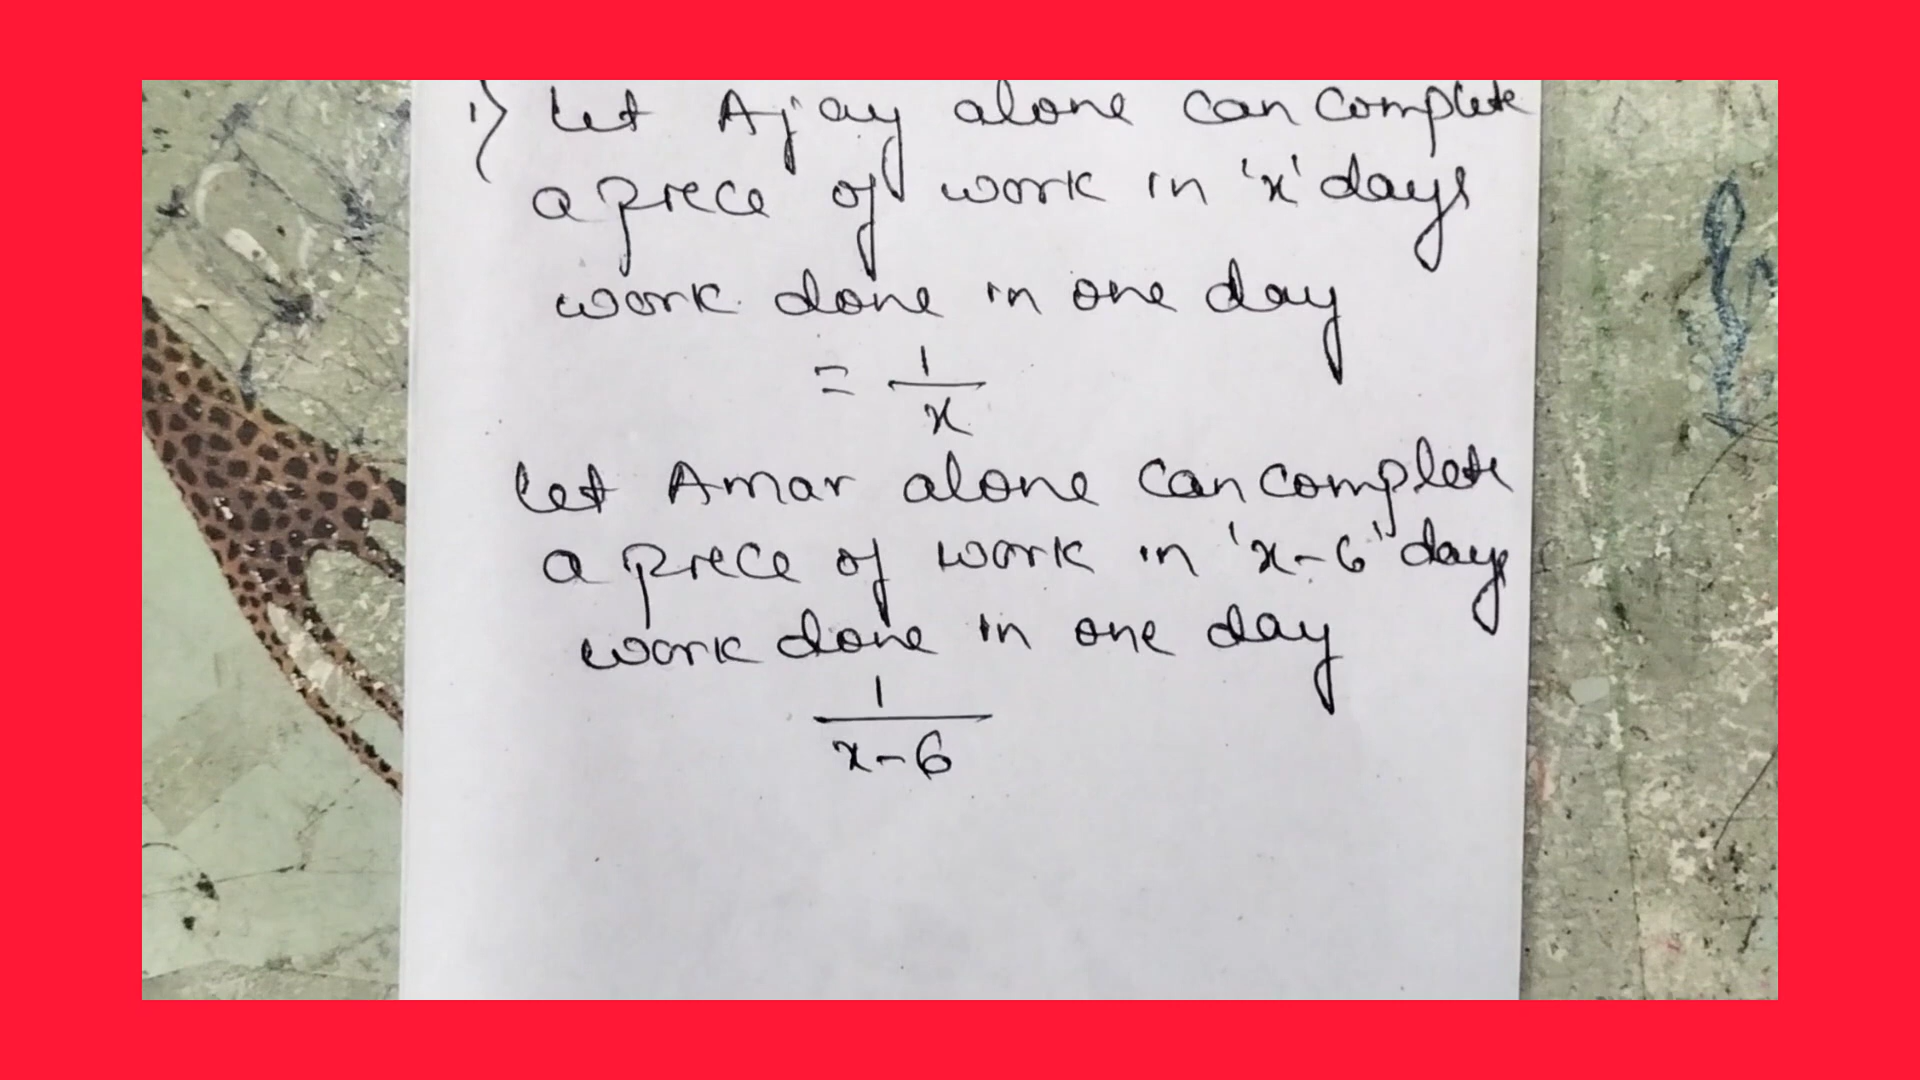 1) Let Ajay alone can complete
a piece of work in 'x' days
work done in one day
= 1/x
Let Amar alone can complete
a piece of work in 'x-6' days
work done in one day
1/x-6